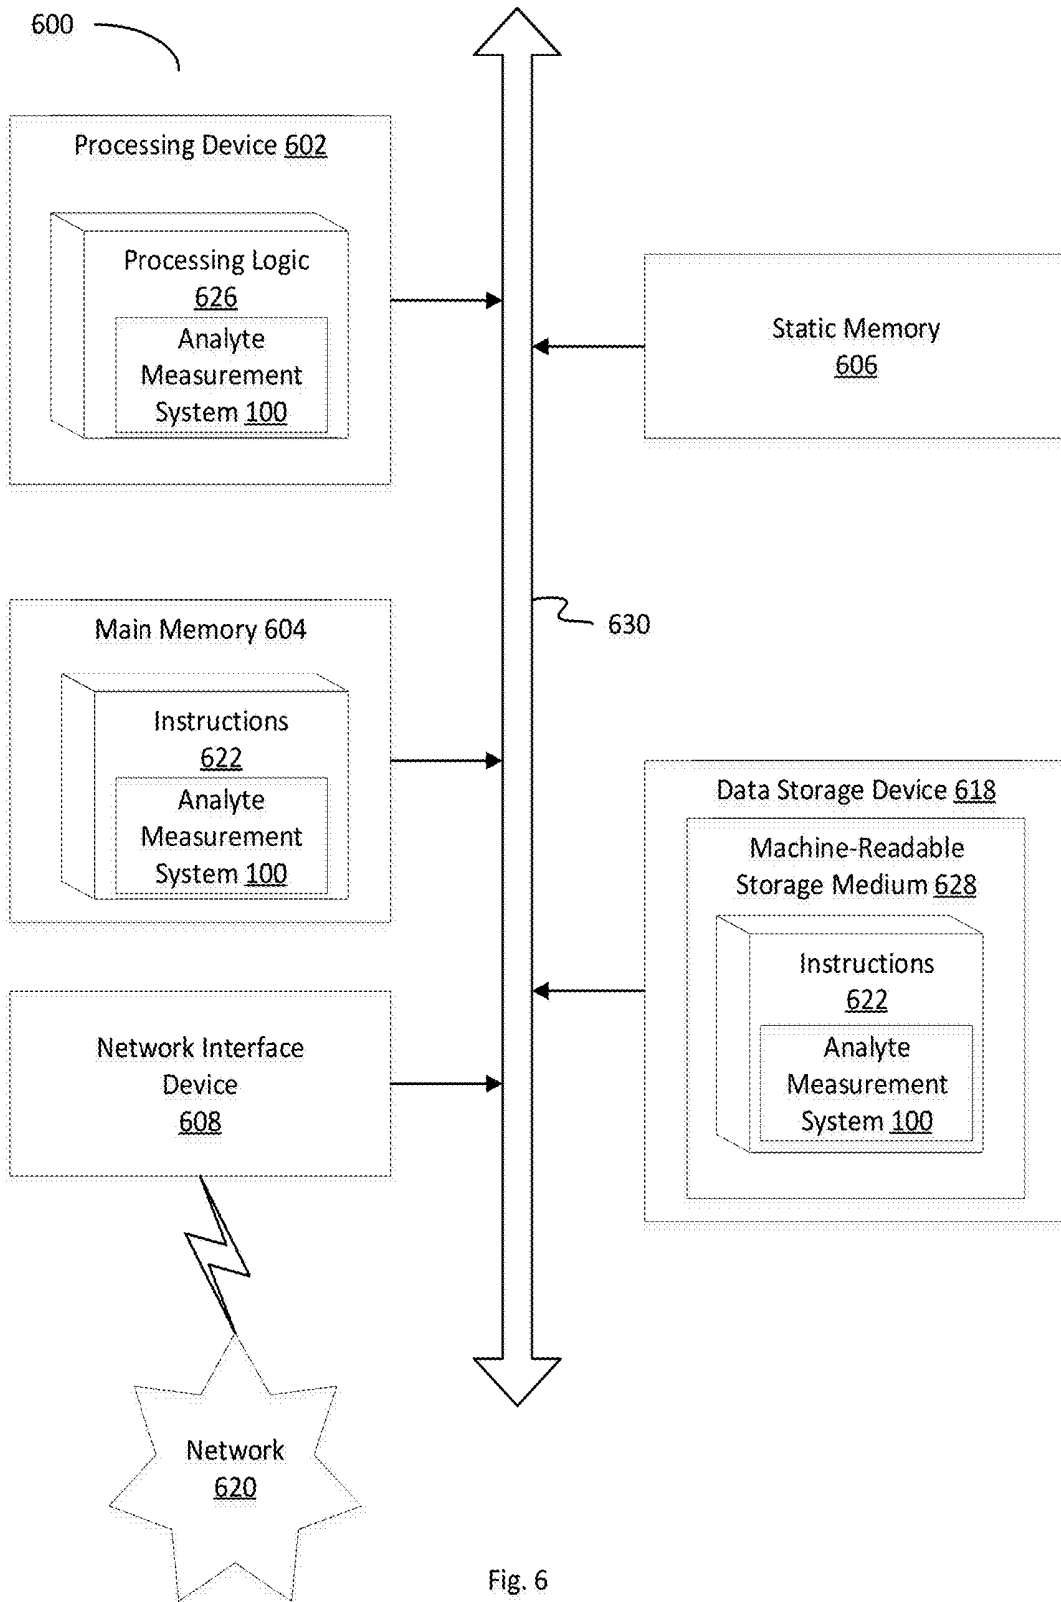 600
Processing Device 602
Processing Logic
626
Analyte
Measurement
System 100
Static Memory
606
Main Memory 604
Instructions
622
Analyte
Measurement
System 100
630
Data Storage Device 618
Machine-Readable
Storage Medium 628
Instructions
622
Analyte
Measurement
System 100
Network Interface
Device
608
Network
620
Fig. 6